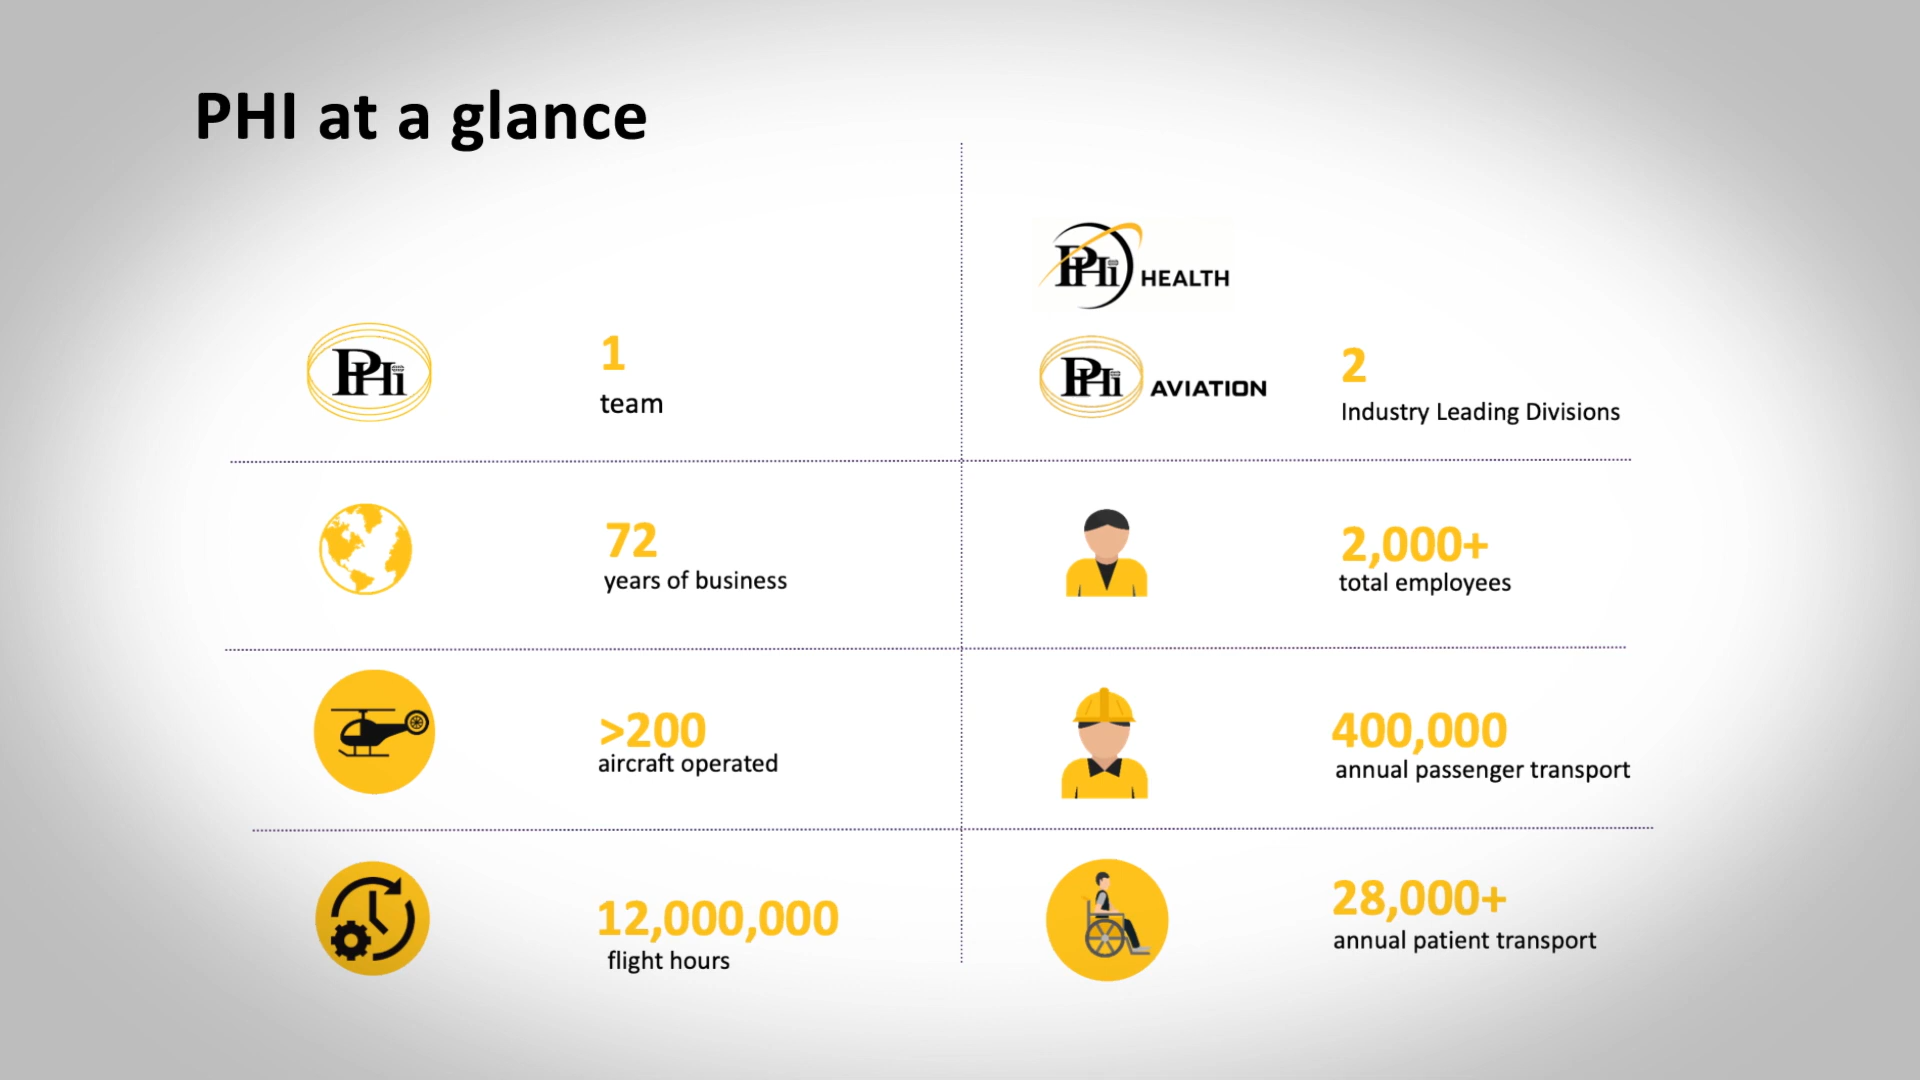 PHI at a glance
PHi
1
team
PHi HEALTH
PHi AVIATION
2
Industry Leading Divisions
72
years of business
2,000+
total employees
>200
aircraft operated
400,000
annual passenger transport
12,000,000
flight hours
28,000+
annual patient transport